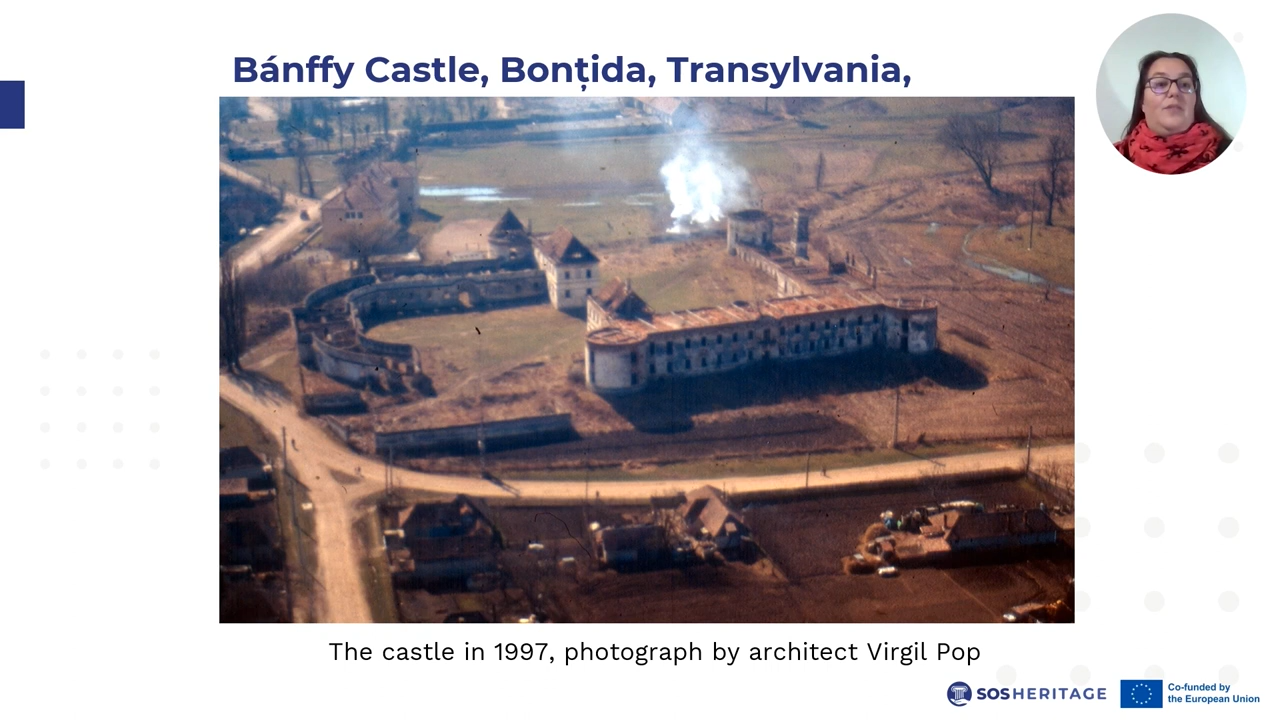 Bánffy Castle, Bonțida, Transylvania,
The castle in 1997, photograph by architect Virgil Pop
SOSHERITAGE
Co-funded by
the European Union